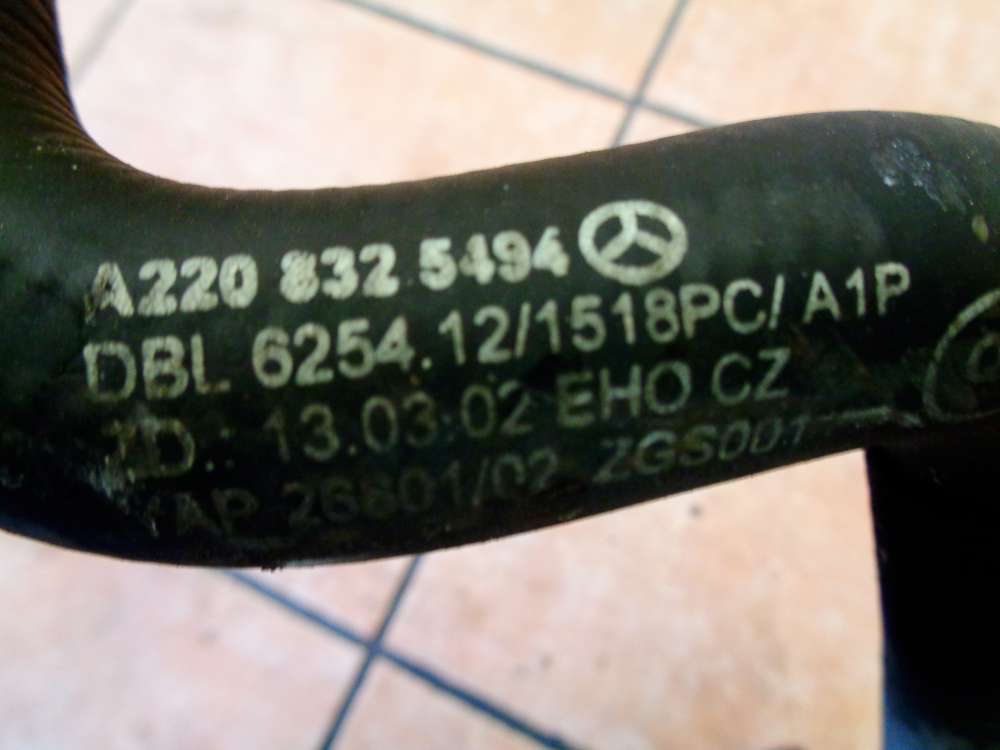 A220 832 5494
DBL 6254.12/1518PC/ A1P
13.03.02 EHO CZ
26601/02 ZGS001